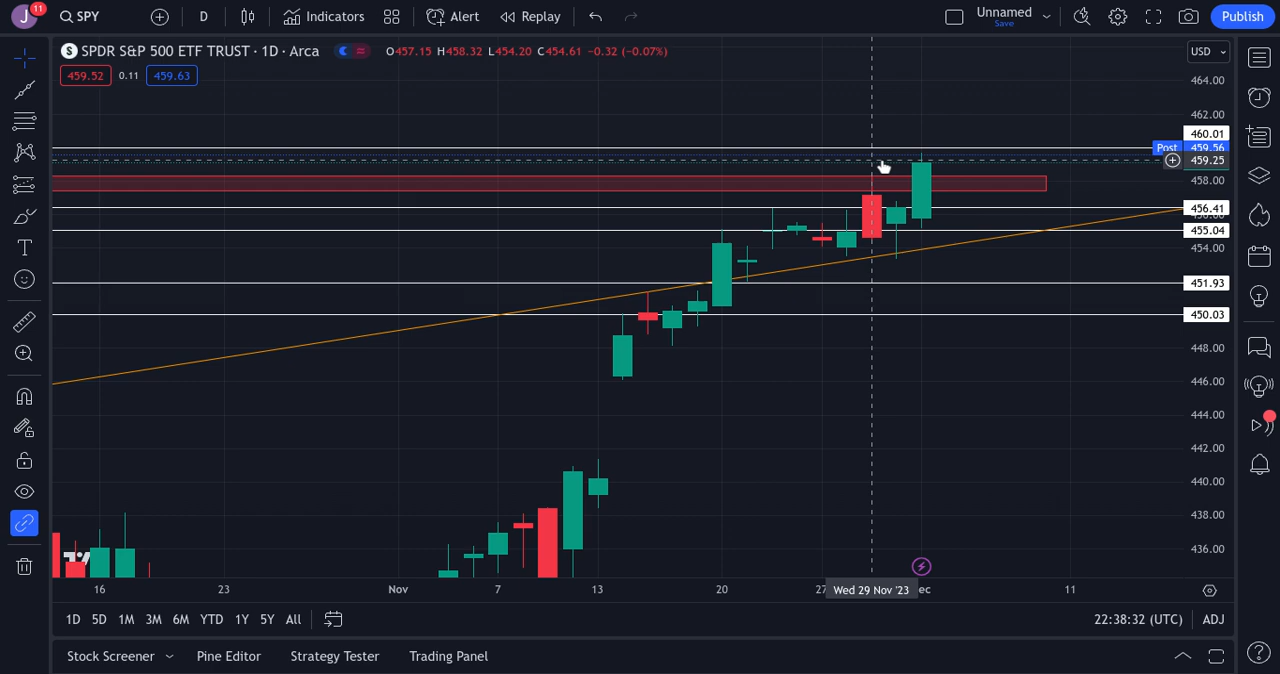 J 11 SPY D Indicators Alert Replay Unnamed Save Publish
S SPDR S&P 500 ETF TRUST · 1D · Arca O457.15 H458.32 L454.20 C454.61 −0.32 (−0.07%) USD
459.52 0.11 459.63
464.00
462.00
460.01
Post 459.56
459.25
458.00
456.41
455.04
454.00
451.93
450.03
448.00
446.00
444.00
442.00
440.00
438.00
436.00
16 23 Nov 7 13 20 27 Wed 29 Nov '23 ec 11
1D 5D 1M 3M 6M YTD 1Y 5Y All 22:38:32 (UTC) ADJ
Stock Screener Pine Editor Strategy Tester Trading Panel